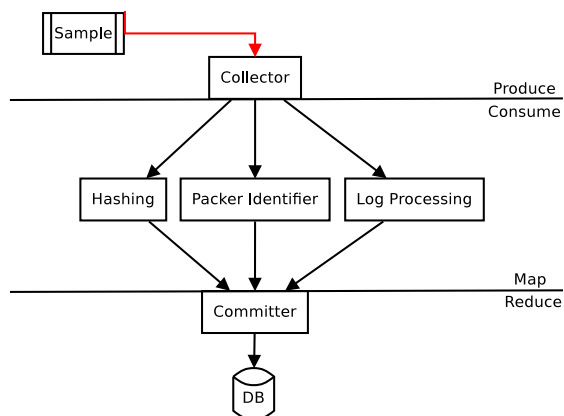 Sample
Collector
Produce
Consume
Hashing
Packer Identifier
Log Processing
Map
Reduce
Committer
DB